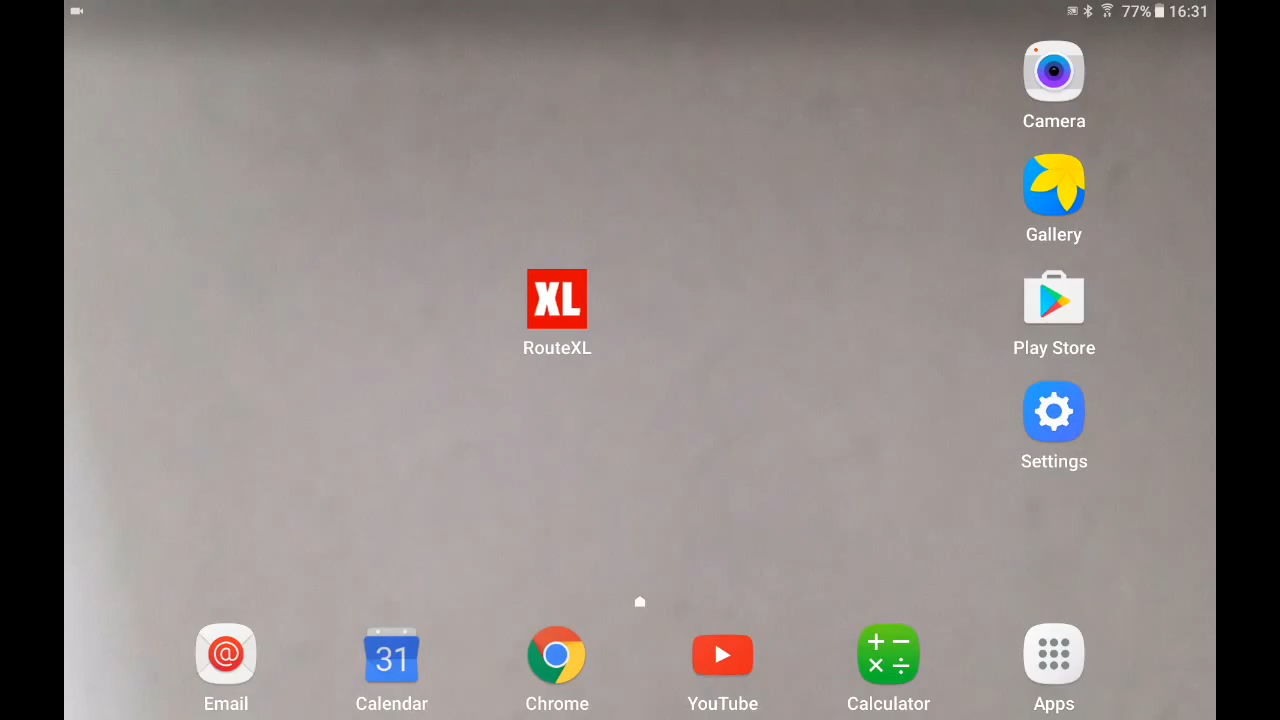 77% 16:31
Camera
Gallery
XL
RouteXL
Play Store
Settings
@
31
Email
Calendar
Chrome
YouTube
Calculator
Apps